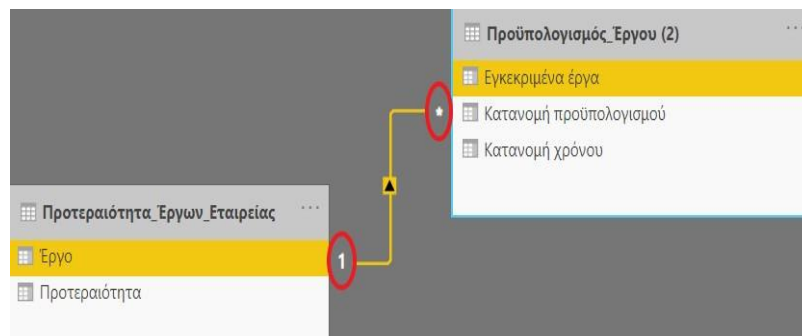 Προϋπολογισμός_Έργου (2)
Εγκεκριμένα έργα
Κατανομή προϋπολογισμού
Κατανομή χρόνου
*
Προτεραιότητα_Έργων_Εταιρείας
Έργο
1
Προτεραιότητα